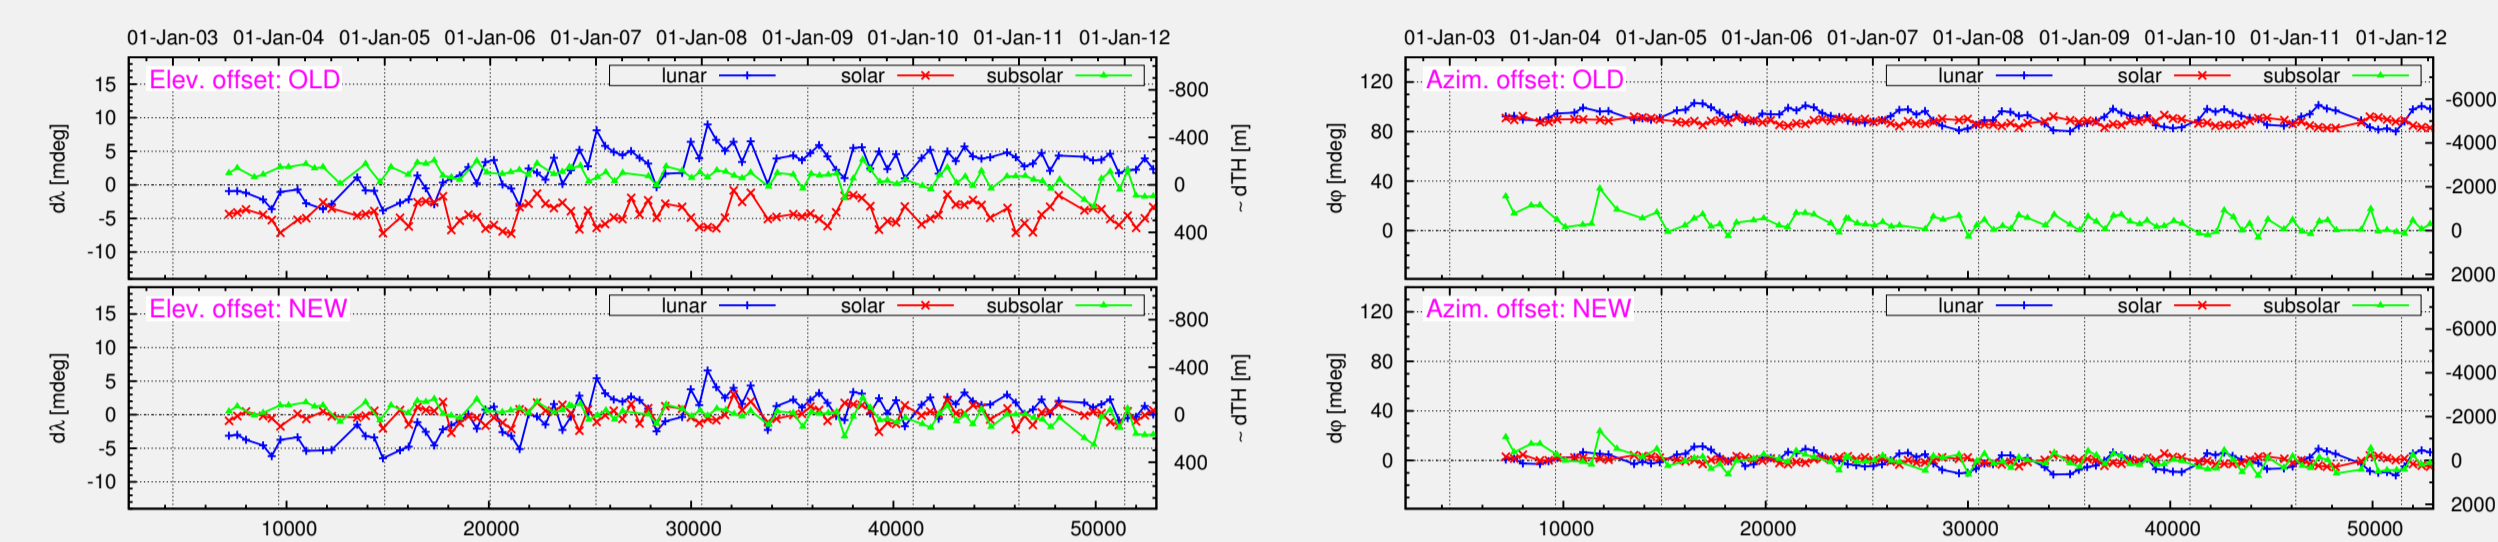 01-Jan-03 01-Jan-04 01-Jan-05 01-Jan-06 01-Jan-07 01-Jan-08 01-Jan-09 01-Jan-10 01-Jan-11 01-Jan-12
Elev. offset: OLD
lunar solar subsolar
15
10
5
0
-5
-10
dλ [mdeg]
-800
-400
0
400
~ dTH [m]
Elev. offset: NEW
lunar solar subsolar
15
10
5
0
-5
-10
dλ [mdeg]
-800
-400
0
400
~ dTH [m]
10000 20000 30000 40000 50000
01-Jan-03 01-Jan-04 01-Jan-05 01-Jan-06 01-Jan-07 01-Jan-08 01-Jan-09 01-Jan-10 01-Jan-11 01-Jan-12
Azim. offset: OLD
lunar solar subsolar
120
80
40
0
dφ [mdeg]
-6000
-4000
-2000
0
2000
Azim. offset: NEW
lunar solar subsolar
120
80
40
0
dφ [mdeg]
-6000
-4000
-2000
0
2000
10000 20000 30000 40000 50000